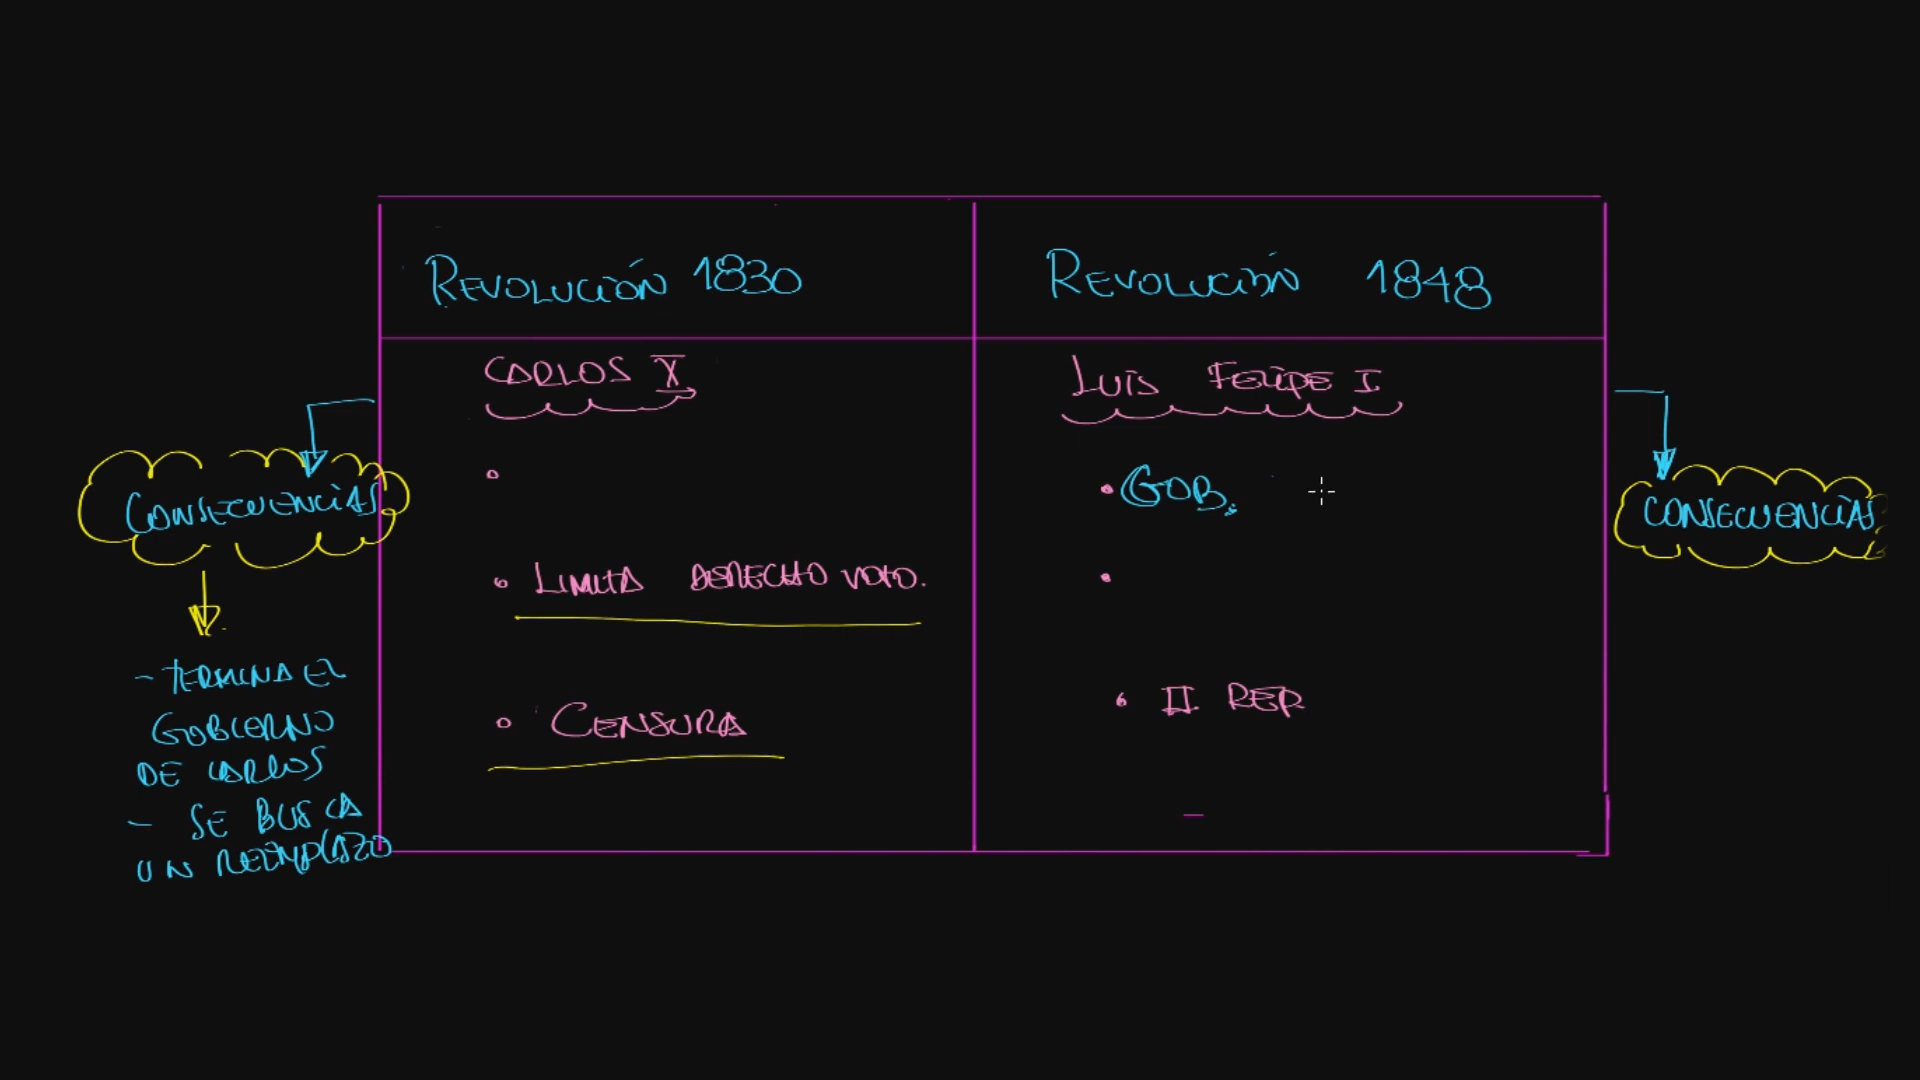 REVOLUCIÓN 1830
REVOLUCIÓN 1848
CARLOS X
LUIS FELIPE I
CONSECUENCIAS
• GOB.
CONSECUENCIAS
• LIMITA DERECHO VOTO.
•
- TERMINA EL
GOBIERNO
DE CARLOS
- SE BUSCA
UN REEMPLAZO
• CENSURA
• II. REP